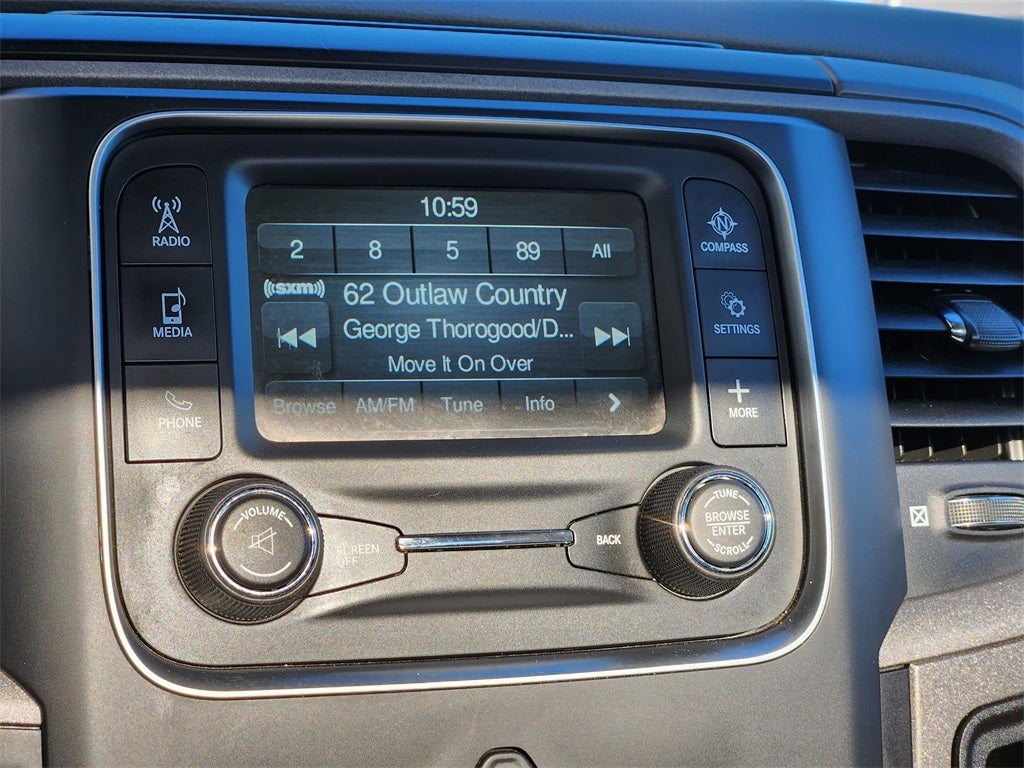 10:59
2 8 5 89 All
((sxm))
62 Outlaw Country
George Thorogood/D...
Move It On Over
Browse AM/FM Tune Info >
RADIO
MEDIA
PHONE
N
COMPASS
SETTINGS
+
MORE
VOLUME
SCREEN
OFF
BACK
TUNE
BROWSE
ENTER
SCROLL